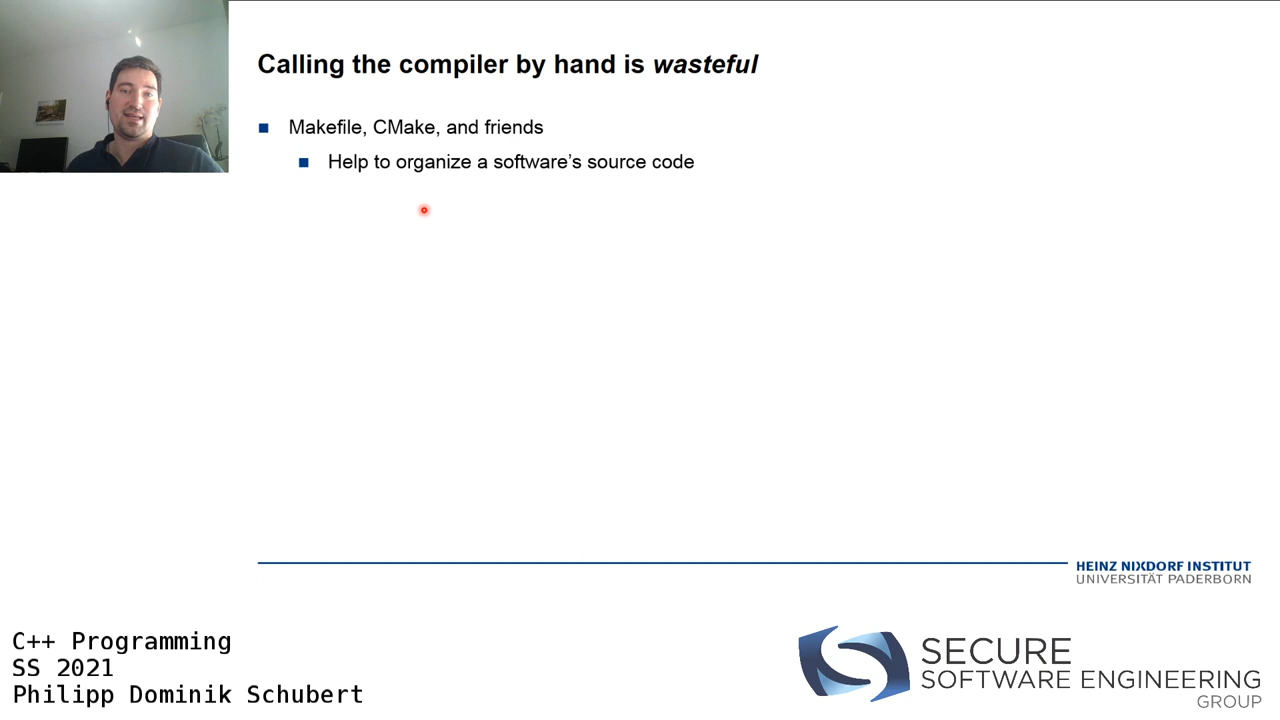 Calling the compiler by hand is wasteful
Makefile, CMake, and friends
Help to organize a software’s source code
HEINZ NIXDORF INSTITUT
UNIVERSITÄT PADERBORN
C++ Programming
SS 2021
Philipp Dominik Schubert
SECURE
SOFTWARE ENGINEERING
GROUP